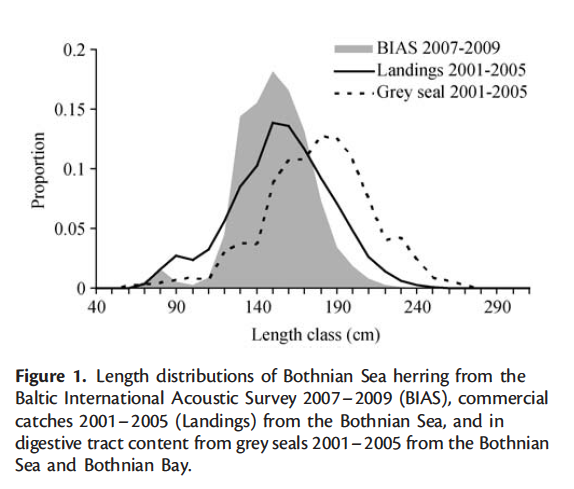 0.2
BIAS 2007-2009
Landings 2001-2005
Grey seal 2001-2005
0.15
Proportion
0.1
0.05
0
40 90 140 190 240 290
Length class (cm)
Figure 1. Length distributions of Bothnian Sea herring from the
Baltic International Acoustic Survey 2007–2009 (BIAS), commercial
catches 2001–2005 (Landings) from the Bothnian Sea, and in
digestive tract content from grey seals 2001–2005 from the Bothnian
Sea and Bothnian Bay.